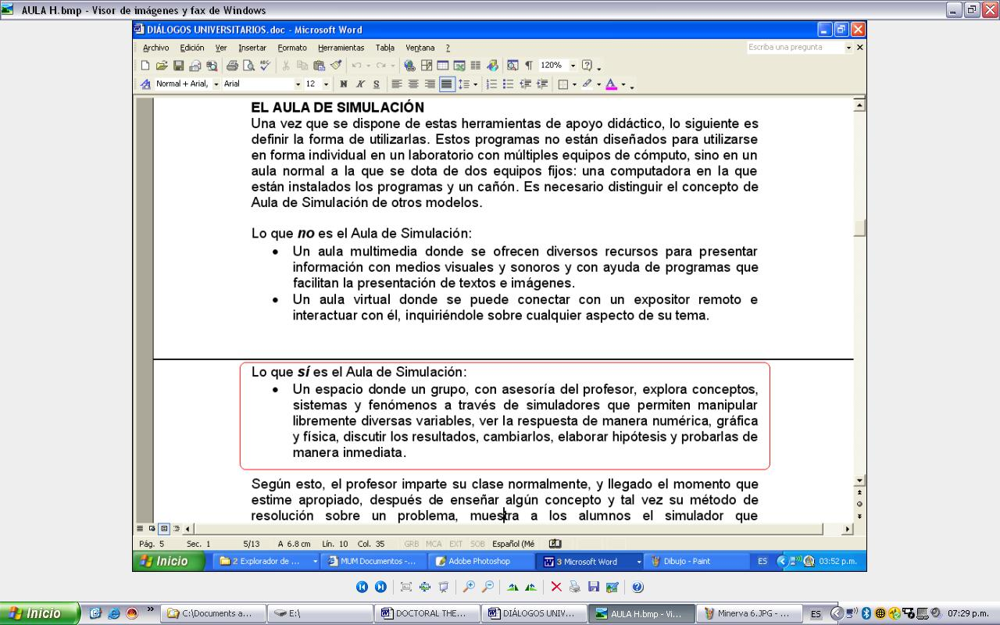 AULA H.bmp - Visor de imágenes y fax de Windows
DIÁLOGOS UNIVERSITARIOS.doc - Microsoft Word
Archivo Edición Ver Insertar Formato Herramientas Tabla Ventana ? Escriba una pregunta
120%
Normal + Arial, Arial 12 N K S
EL AULA DE SIMULACIÓN
Una vez que se dispone de estas herramientas de apoyo didáctico, lo siguiente es
definir la forma de utilizarlas. Estos programas no están diseñados para utilizarse
en forma individual en un laboratorio con múltiples equipos de cómputo, sino en un
aula normal a la que se dota de dos equipos fijos: una computadora en la que
están instalados los programas y un cañón. Es necesario distinguir el concepto de
Aula de Simulación de otros modelos.
Lo que no es el Aula de Simulación:
• Un aula multimedia donde se ofrecen diversos recursos para presentar
información con medios visuales y sonoros y con ayuda de programas que
facilitan la presentación de textos e imágenes.
• Un aula virtual donde se puede conectar con un expositor remoto e
interactuar con él, inquiriéndole sobre cualquier aspecto de su tema.
Lo que sí es el Aula de Simulación:
• Un espacio donde un grupo, con asesoría del profesor, explora conceptos,
sistemas y fenómenos a través de simuladores que permiten manipular
libremente diversas variables, ver la respuesta de manera numérica, gráfica
y física, discutir los resultados, cambiarlos, elaborar hipótesis y probarlas de
manera inmediata.
Según esto, el profesor imparte su clase normalmente, y llegado el momento que
estime apropiado, después de enseñar algún concepto y tal vez su método de
resolución sobre un problema, muestra a los alumnos el simulador que
Pág. 5 Sec. 1 5/13 A 6.8 cm Lín. 10 Col. 35 GRB MCA EXT SOB Español (Mé
Inicio 2 Explorador de ... MUM Documentos -... Adobe Photoshop 3 Microsoft Word Dibujo - Paint ES 03:52 p.m.
Inicio C:\Documents a... E:\ DOCTORAL THE... DIÁLOGOS UNIV... AULA H.bmp - Vi... Minerva 6.JPG - ... ES 07:29 p.m.